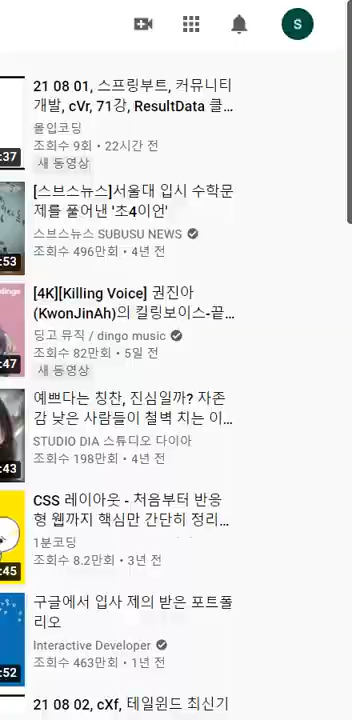 S
21 08 01, 스프링부트, 커뮤니티
개발, cVr, 71강, ResultData 클...
몰입코딩
조회수 9회 • 22시간 전
:37
새 동영상
[스브스뉴스]서울대 입시 수학문
제를 풀어낸 '초4이언'
스브스뉴스 SUBUSU NEWS
:53
조회수 496만회 • 4년 전
dingo
[4K][Killing Voice] 권진아
(KwonJinAh)의 킬링보이스-끝...
딩고 뮤직 / dingo music
조회수 82만회 • 5일 전
:47
새 동영상
예쁘다는 칭찬, 진심일까? 자존
감 낮은 사람들이 철벽 치는 이...
STUDIO DIA 스튜디오 다이아
조회수 198만회 • 4년 전
:43
CSS 레이아웃 - 처음부터 반응
형 웹까지 핵심만 간단히 정리...
1분코딩
조회수 8.2만회 • 3년 전
:45
구글에서 입사 제의 받은 포트폴
리오
Interactive Developer
조회수 463만회 • 1년 전
:52
21 08 02, cXf, 테일윈드 최신기